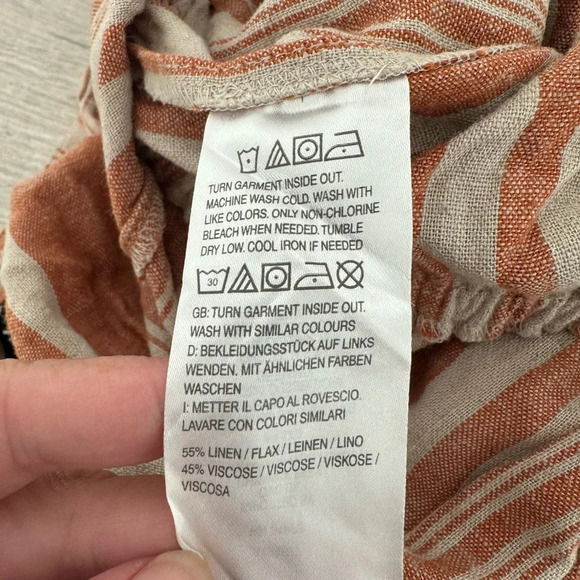 TURN GARMENT INSIDE OUT.
MACHINE WASH COLD. WASH WITH
LIKE COLORS. ONLY NON-CHLORINE
BLEACH WHEN NEEDED. TUMBLE
DRY LOW. COOL IRON IF NEEDED
30
GB: TURN GARMENT INSIDE OUT.
WASH WITH SIMILAR COLOURS
D: BEKLEIDUNGSSTÜCK AUF LINKS
WENDEN. MIT ÄHNLICHEN FARBEN
WASCHEN
I: METTER IL CAPO AL ROVESCIO.
LAVARE CON COLORI SIMILARI
55% LINEN / FLAX / LEINEN / LINO
45% VISCOSE / VISCOSE / VISKOSE /
VISCOSA